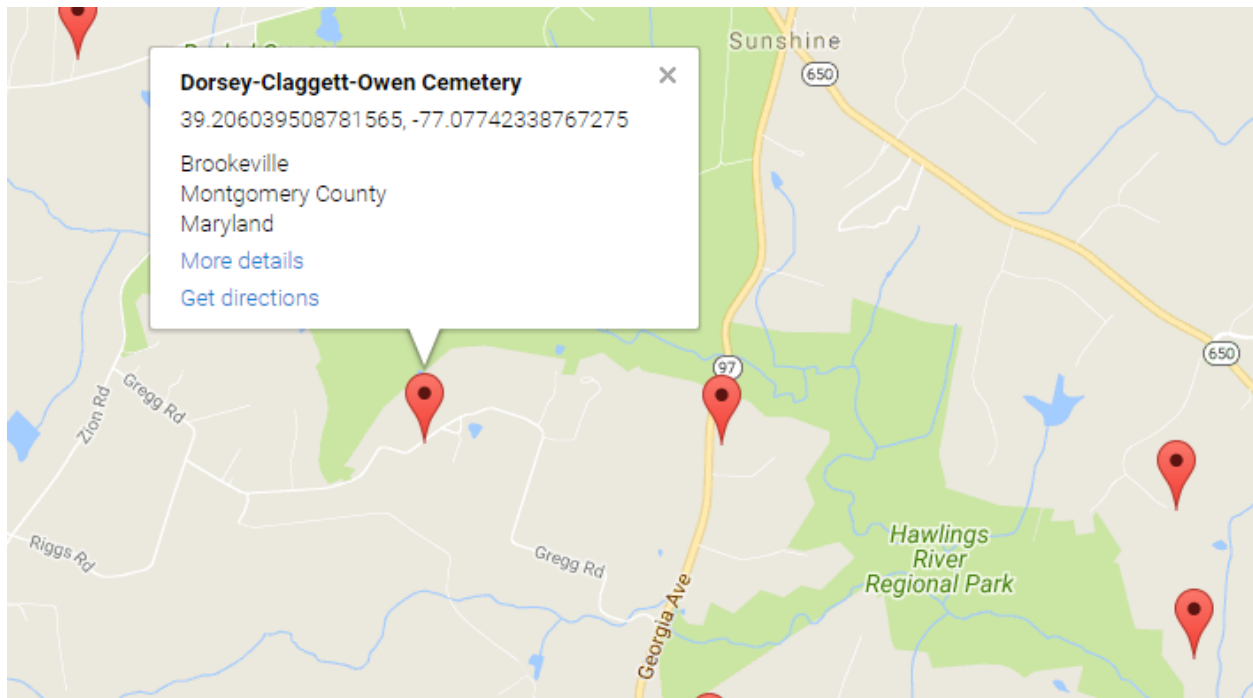 Sunshine
650
Dorsey-Claggett-Owen Cemetery
39.206039508781565, -77.07742338767275
Brookeville
Montgomery County
Maryland
More details
Get directions
650
97
Gregg Rd
Zion Rd
Riggs Rd
Gregg Rd
Georgia Ave
Hawlings
River
Regional Park